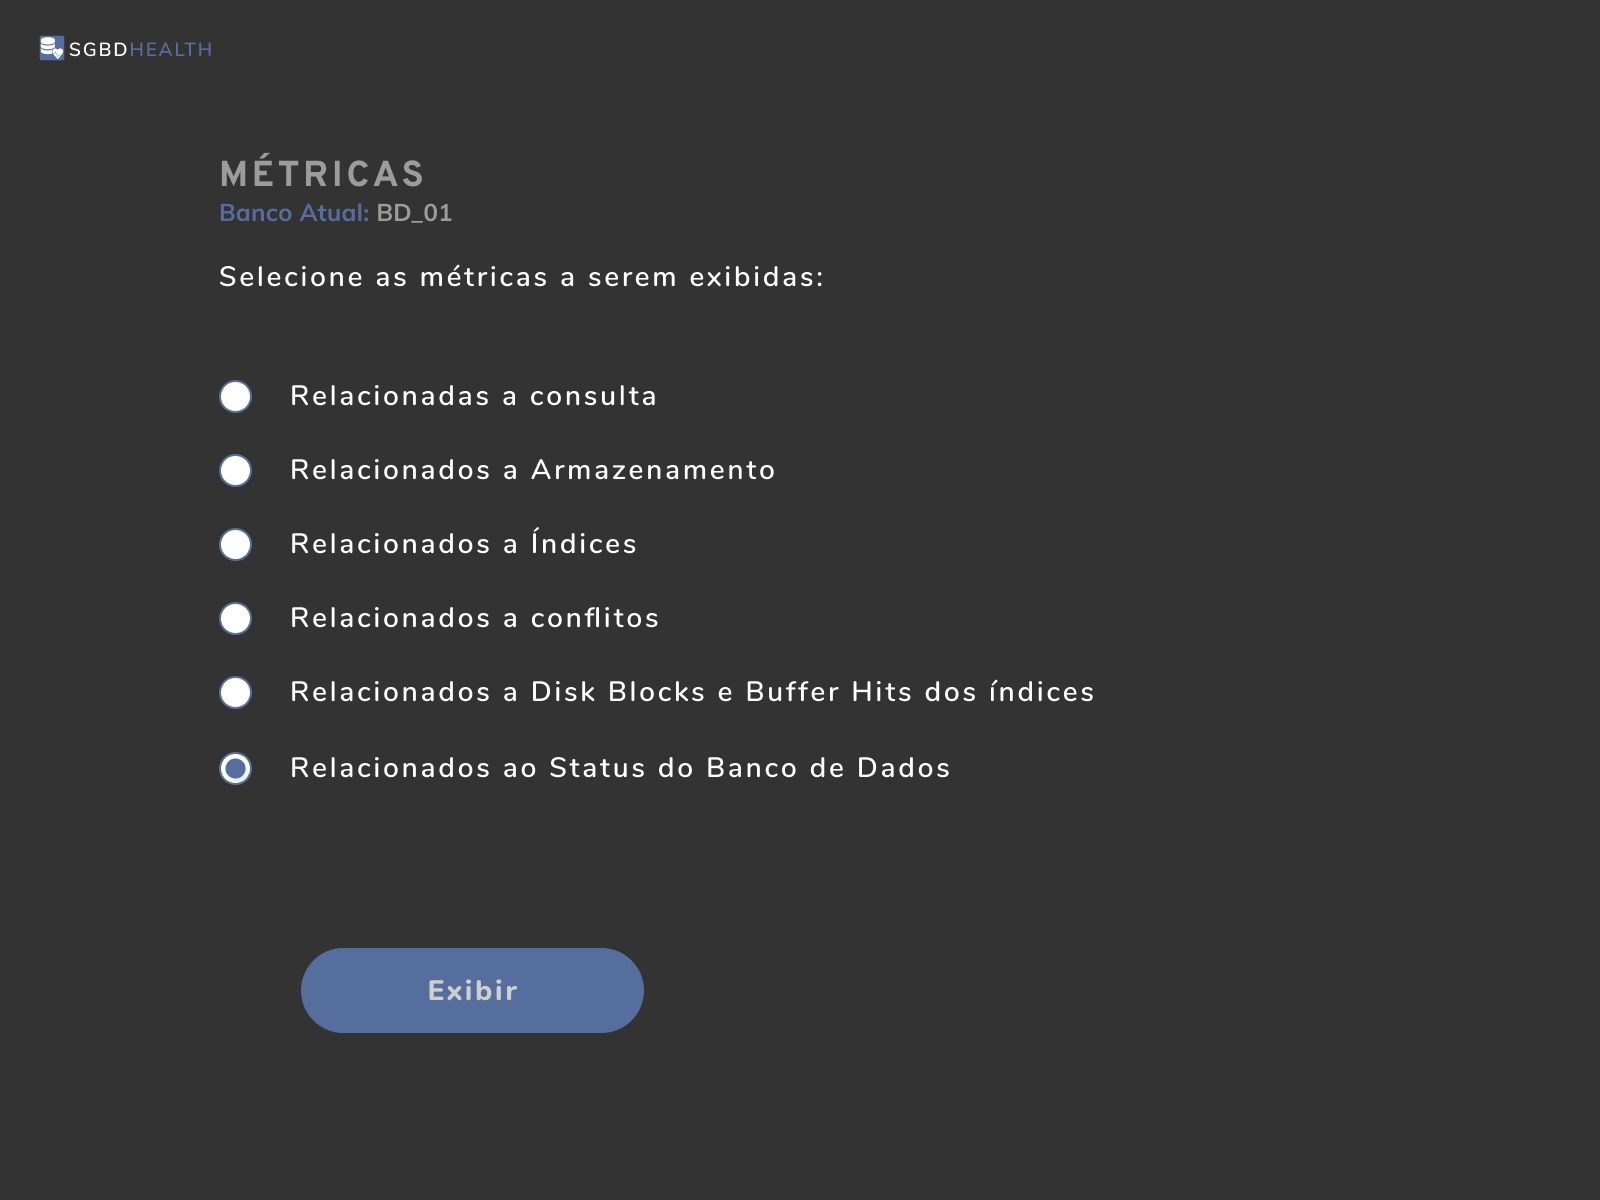 SGBDHEALTH
MÉTRICAS
Banco Atual: BD_01
Selecione as métricas a serem exibidas:
Relacionadas a consulta
Relacionados a Armazenamento
Relacionados a Índices
Relacionados a conflitos
Relacionados a Disk Blocks e Buffer Hits dos índices
Relacionados ao Status do Banco de Dados
Exibir